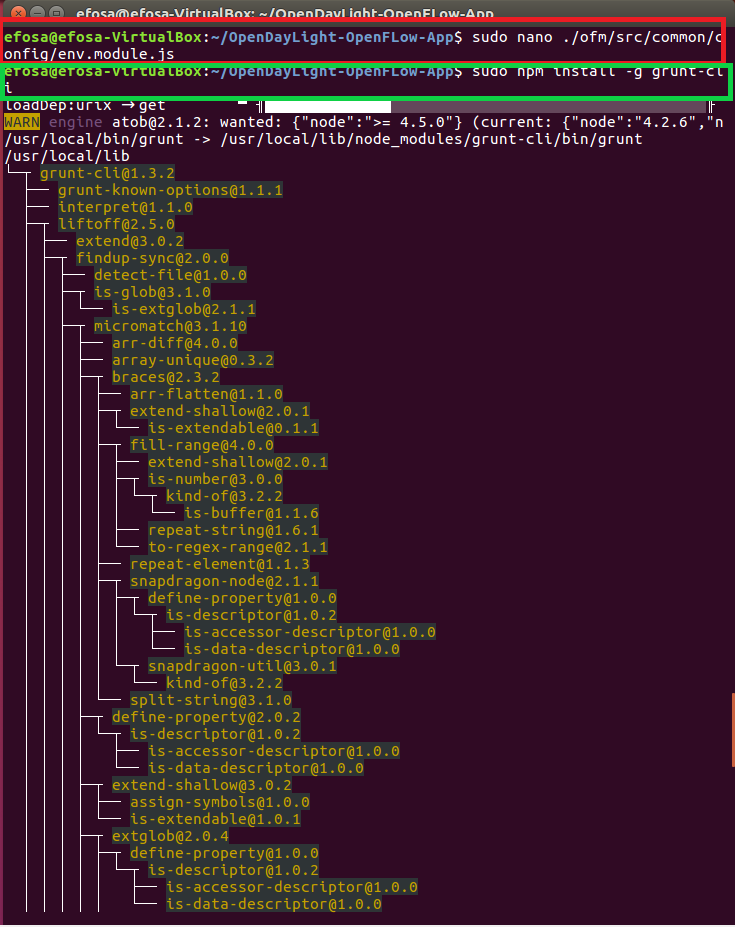 efosa@efosa-VirtualBox: ~/OpenDayLight-OpenFLow-App
efosa@efosa-VirtualBox:~/OpenDayLight-OpenFLow-App$ sudo nano ./ofm/src/common/c
onfig/env.module.js
efosa@efosa-VirtualBox:~/OpenDayLight-OpenFLow-App$ sudo npm install -g grunt-cl
i
loadDep:urix → get
WARN engine atob@2.1.2: wanted: {"node":">= 4.5.0"} (current: {"node":"4.2.6","n
/usr/local/bin/grunt -> /usr/local/lib/node_modules/grunt-cli/bin/grunt
/usr/local/lib
└─┬ grunt-cli@1.3.2
  ├── grunt-known-options@1.1.1
  ├── interpret@1.1.0
  ├─┬ liftoff@2.5.0
  │ ├── extend@3.0.2
  │ ├─┬ findup-sync@2.0.0
  │ │ ├── detect-file@1.0.0
  │ │ ├─┬ is-glob@3.1.0
  │ │ │ └── is-extglob@2.1.1
  │ │ ├─┬ micromatch@3.1.10
  │ │ │ ├── arr-diff@4.0.0
  │ │ │ ├── array-unique@0.3.2
  │ │ │ ├─┬ braces@2.3.2
  │ │ │ │ ├── arr-flatten@1.1.0
  │ │ │ │ ├─┬ extend-shallow@2.0.1
  │ │ │ │ │ └── is-extendable@0.1.1
  │ │ │ │ ├─┬ fill-range@4.0.0
  │ │ │ │ │ ├── extend-shallow@2.0.1
  │ │ │ │ │ ├─┬ is-number@3.0.0
  │ │ │ │ │ │ └─┬ kind-of@3.2.2
  │ │ │ │ │ │   └── is-buffer@1.1.6
  │ │ │ │ │ ├── repeat-string@1.6.1
  │ │ │ │ │ └── to-regex-range@2.1.1
  │ │ │ │ ├── repeat-element@1.1.3
  │ │ │ │ ├─┬ snapdragon-node@2.1.1
  │ │ │ │ │ ├─┬ define-property@1.0.0
  │ │ │ │ │ │ └─┬ is-descriptor@1.0.2
  │ │ │ │ │ │   ├── is-accessor-descriptor@1.0.0
  │ │ │ │ │ │   └── is-data-descriptor@1.0.0
  │ │ │ │ │ └─┬ snapdragon-util@3.0.1
  │ │ │ │ │   └── kind-of@3.2.2
  │ │ │ │ └── split-string@3.1.0
  │ │ │ ├─┬ define-property@2.0.2
  │ │ │ │ └─┬ is-descriptor@1.0.2
  │ │ │ │   ├── is-accessor-descriptor@1.0.0
  │ │ │ │   └── is-data-descriptor@1.0.0
  │ │ │ ├─┬ extend-shallow@3.0.2
  │ │ │ │ ├── assign-symbols@1.0.0
  │ │ │ │ └── is-extendable@1.0.1
  │ │ │ ├─┬ extglob@2.0.4
  │ │ │ │ ├─┬ define-property@1.0.0
  │ │ │ │ │ └─┬ is-descriptor@1.0.2
  │ │ │ │ │   ├── is-accessor-descriptor@1.0.0
  │ │ │ │ │   └── is-data-descriptor@1.0.0